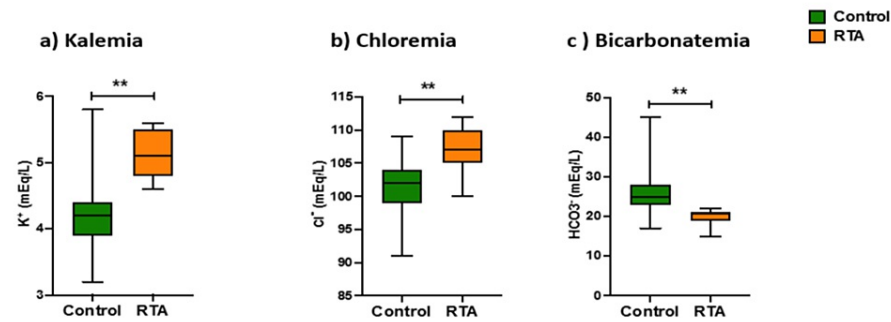 Control
RTA
a) Kalemia
b) Chloremia
c ) Bicarbonatemia
**
**
**
6
5
4
3
K⁺ (mEq/L)
Control RTA
115
110
105
100
95
90
85
Cl⁻ (mEq/L)
Control RTA
50
40
30
20
10
0
HCO3⁻ (mEq/L)
Control RTA